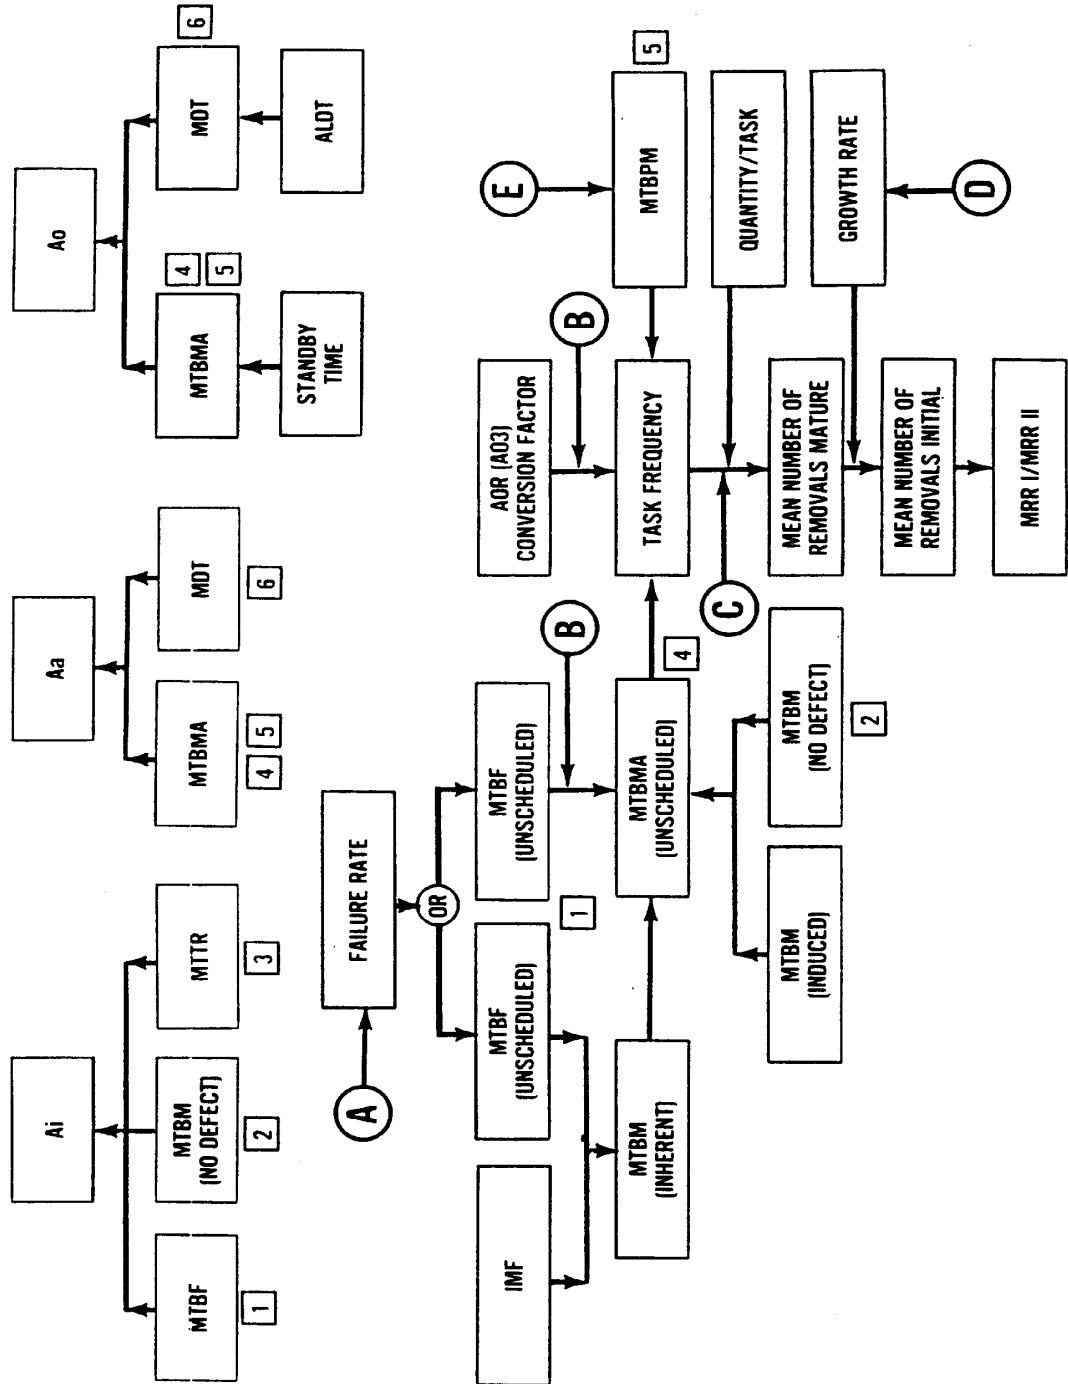 Ai
MTBF
1
MTBM
(NO DEFECT)
2
MTTR
3
Aa
MTBMA
4
5
MDT
6
Ao
MTBMA
4
5
STANDBY
TIME
MDT
6
ALDT
A
FAILURE RATE
OR
IMF
MTBF
(UNSCHEDULED)
1
MTBF
(UNSCHEDULED)
B
AOR (A03)
CONVERSION FACTOR
B
E
MTBM
(INHERENT)
MTBMA
(UNSCHEDULED)
4
TASK FREQUENCY
MTBPM
5
C
QUANTITY/TASK
MTBM
(INDUCED)
MTBM
(NO DEFECT)
2
MEAN NUMBER OF
REMOVALS MATURE
GROWTH RATE
D
MEAN NUMBER OF
REMOVALS INITIAL
MRR I/MRR II